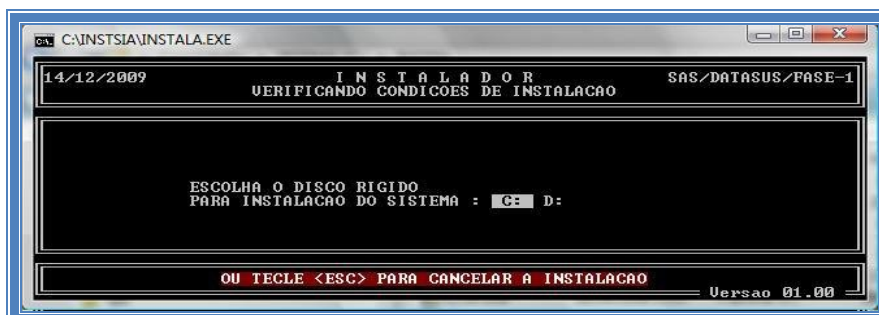 C:\INSTSIA\INSTALA.EXE
14/12/2009 I N S T A L A D O R SAS/DATASUS/FASE-1
VERIFICANDO CONDICOES DE INSTALACAO
ESCOLHA O DISCO RIGIDO
PARA INSTALACAO DO SISTEMA : C: D:
OU TECLE <ESC> PARA CANCELAR A INSTALACAO
Versao 01.00